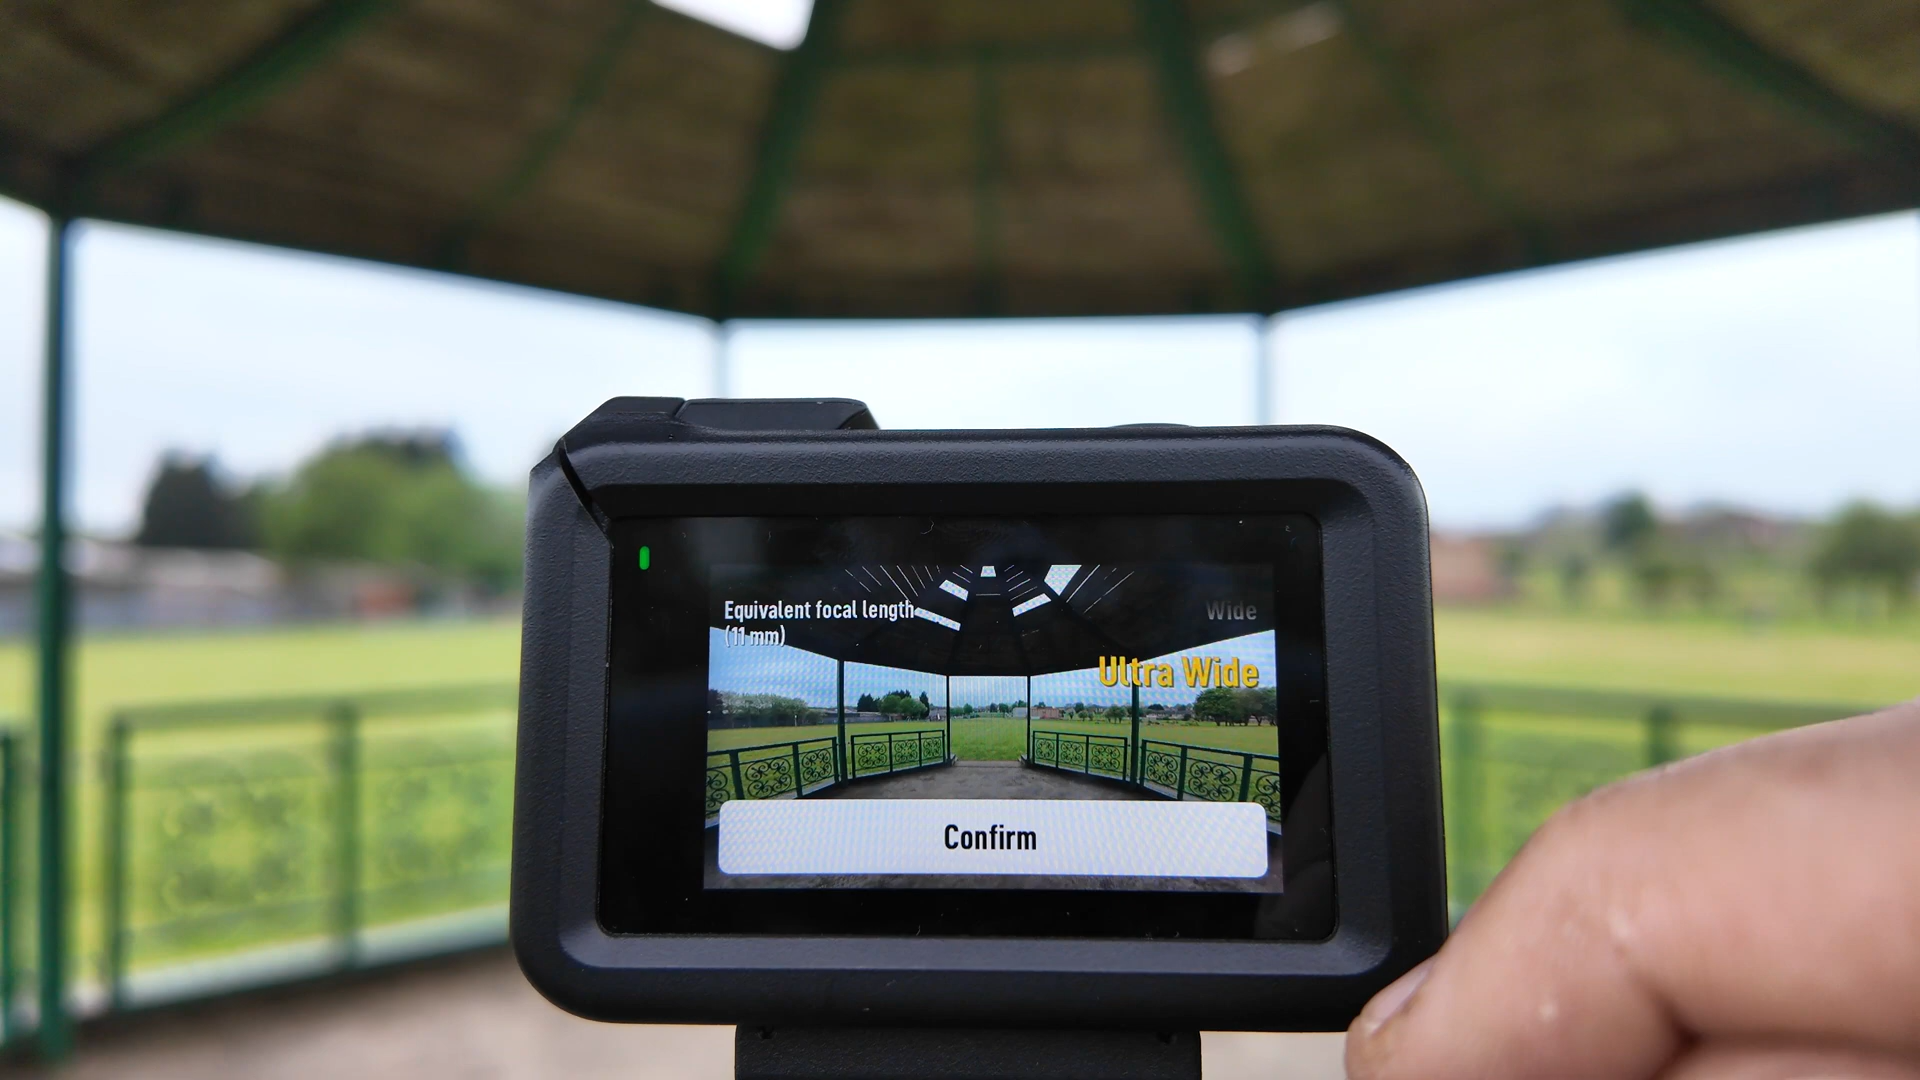 Equivalent focal length
(11 mm)
Wide
Ultra Wide
Confirm